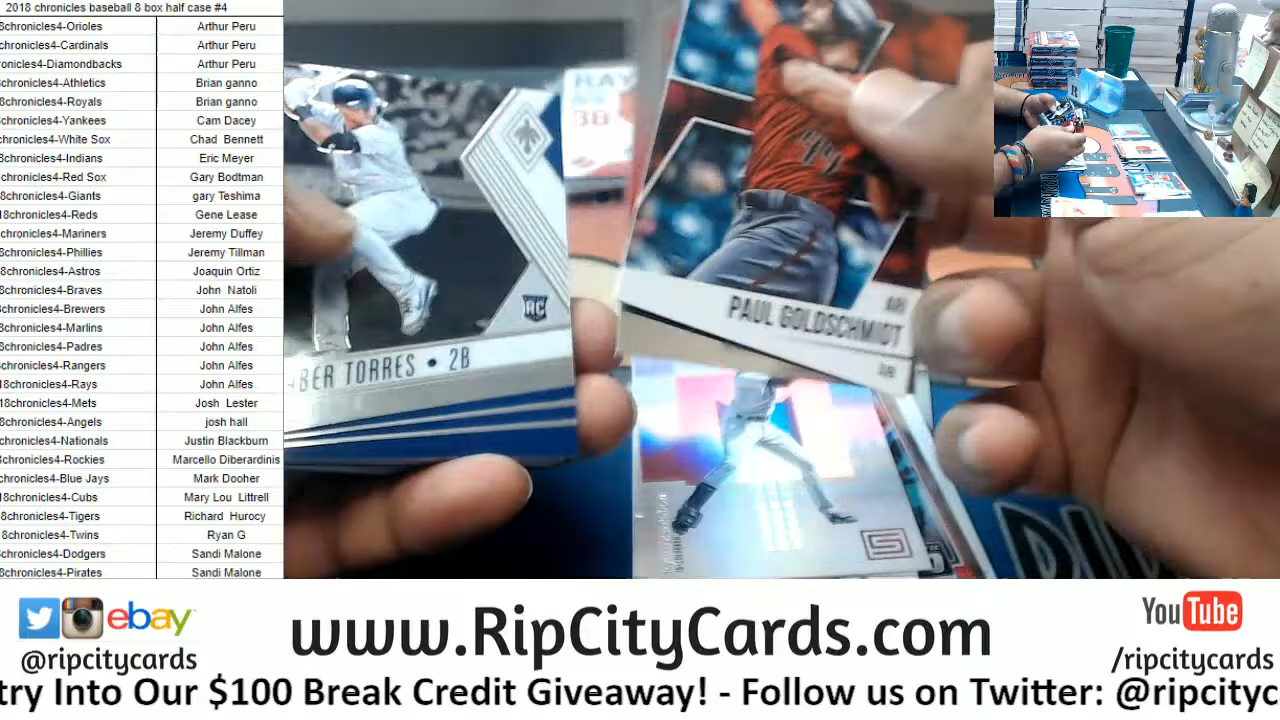 2018 chronicles baseball 8 box half case #4
8chronicles4-Orioles Arthur Peru
chronicles4-Cardinals Arthur Peru
onicles4-Diamondbacks Arthur Peru
chronicles4-Athletics Brian ganno
8chronicles4-Royals Brian ganno
8chronicles4-Yankees Cam Dacey
chronicles4-White Sox Chad Bennett
8chronicles4-Indians Eric Meyer
chronicles4-Red Sox Gary Bodtman
8chronicles4-Giants gary Teshima
18chronicles4-Reds Gene Lease
chronicles4-Mariners Jeremy Duffey
chronicles4-Phillies Jeremy Tillman
8chronicles4-Astros Joaquin Ortiz
8chronicles4-Braves John Natoli
8chronicles4-Brewers John Alfes
8chronicles4-Marlins John Alfes
8chronicles4-Padres John Alfes
8chronicles4-Rangers John Alfes
18chronicles4-Rays John Alfes
18chronicles4-Mets Josh Lester
8chronicles4-Angels josh hall
chronicles4-Nationals Justin Blackburn
8chronicles4-Rockies Marcello Diberardinis
chronicles4-Blue Jays Mark Dooher
18chronicles4-Cubs Mary Lou Littrell
8chronicles4-Tigers Richard Hurocy
8chronicles4-Twins Ryan G
chronicles4-Dodgers Sandi Malone
8chronicles4-Pirates Sandi Malone
38
RC
BER TORRES • 2B
PAUL GOLDSCHMIDT
1B
44
S
ebay
@ripcitycards
www.RipCityCards.com
YouTube
/ripcitycards
try Into Our $100 Break Credit Giveaway! - Follow us on Twitter: @ripcityc